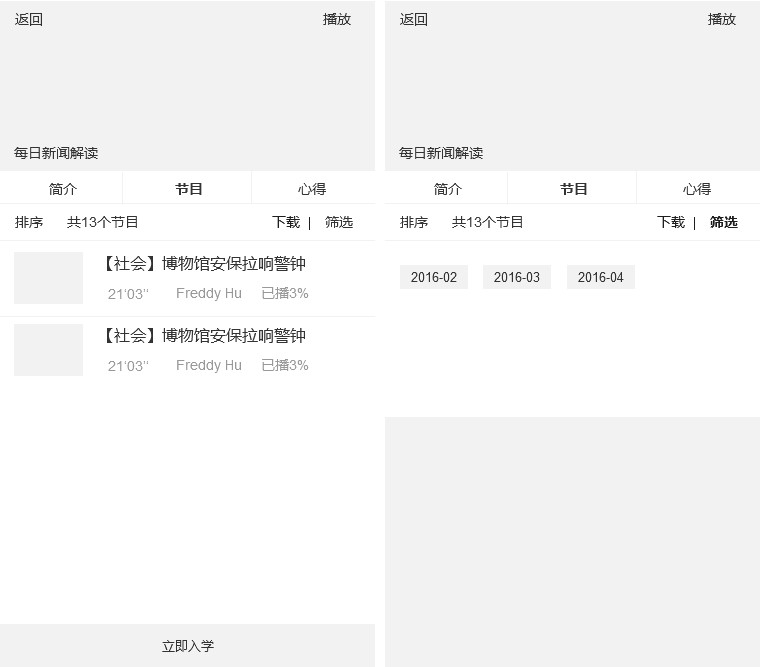 返回 播放
每日新闻解读
简介 节目 心得
排序 共13个节目 下载 | 筛选
【社会】博物馆安保拉响警钟
21'03'' Freddy Hu 已播3%
【社会】博物馆安保拉响警钟
21'03'' Freddy Hu 已播3%
立即入学
返回 播放
每日新闻解读
简介 节目 心得
排序 共13个节目 下载 | 筛选
2016-02 2016-03 2016-04